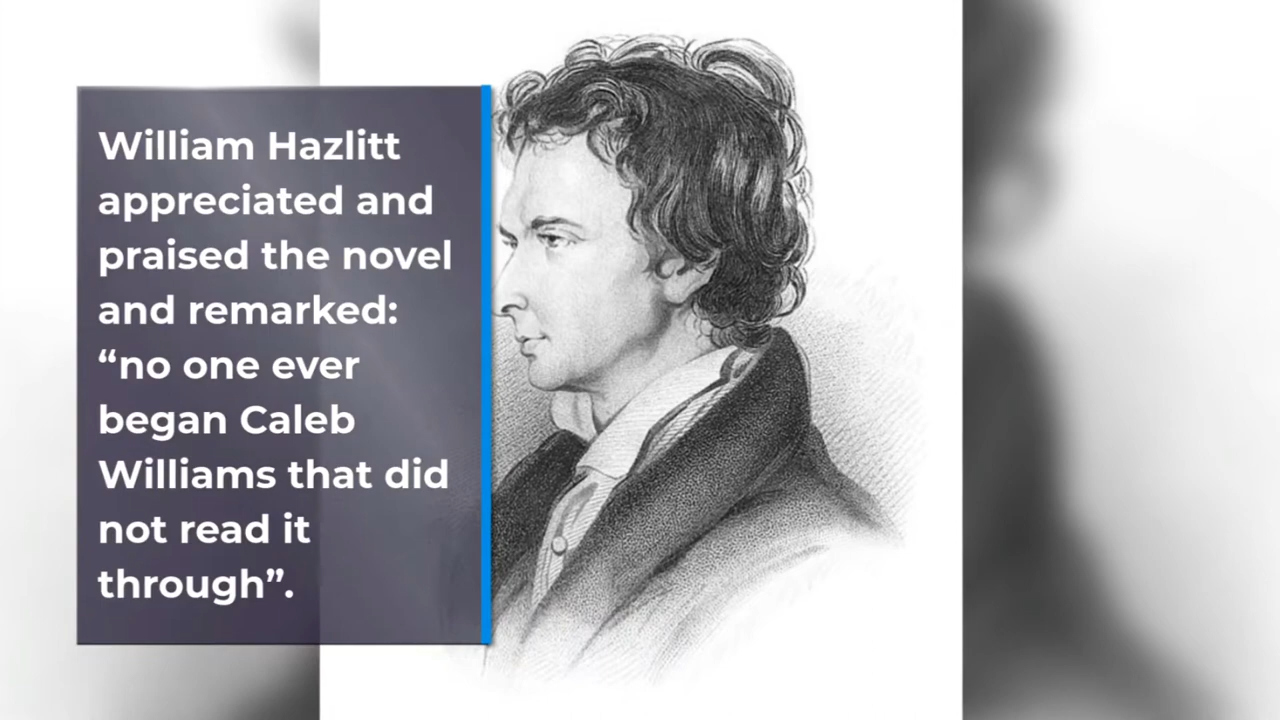 William Hazlitt
appreciated and
praised the novel
and remarked:
“no one ever
began Caleb
Williams that did
not read it
through”.